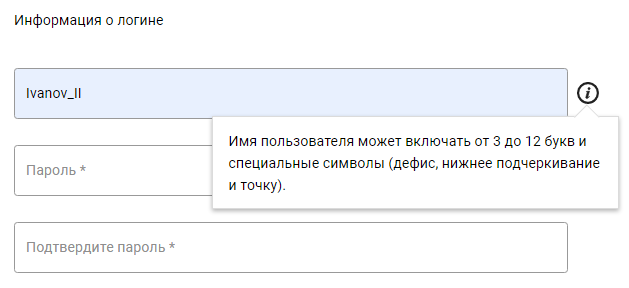 Информация о логине
Ivanov_II
Имя пользователя может включать от 3 до 12 букв и
специальные символы (дефис, нижнее подчеркивание
и точку).
Пароль *
Подтвердите пароль *